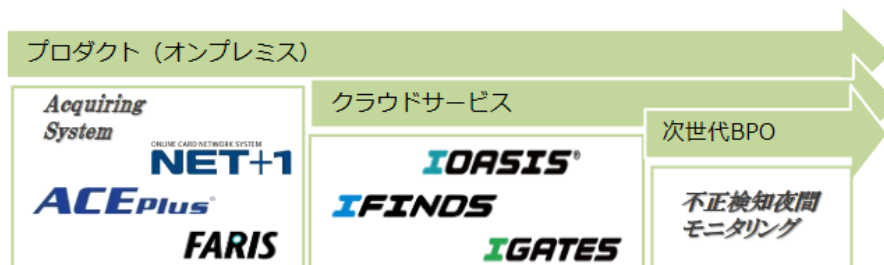 プロダクト（オンプレミス）
Acquiring
System
ONLINE CARD NETWORK SYSTEM
NET+1
ACEPlus
FARIS
クラウドサービス
IOASIS®
IFINDS
IGATES
次世代BPO
不正検知夜間
モニタリング